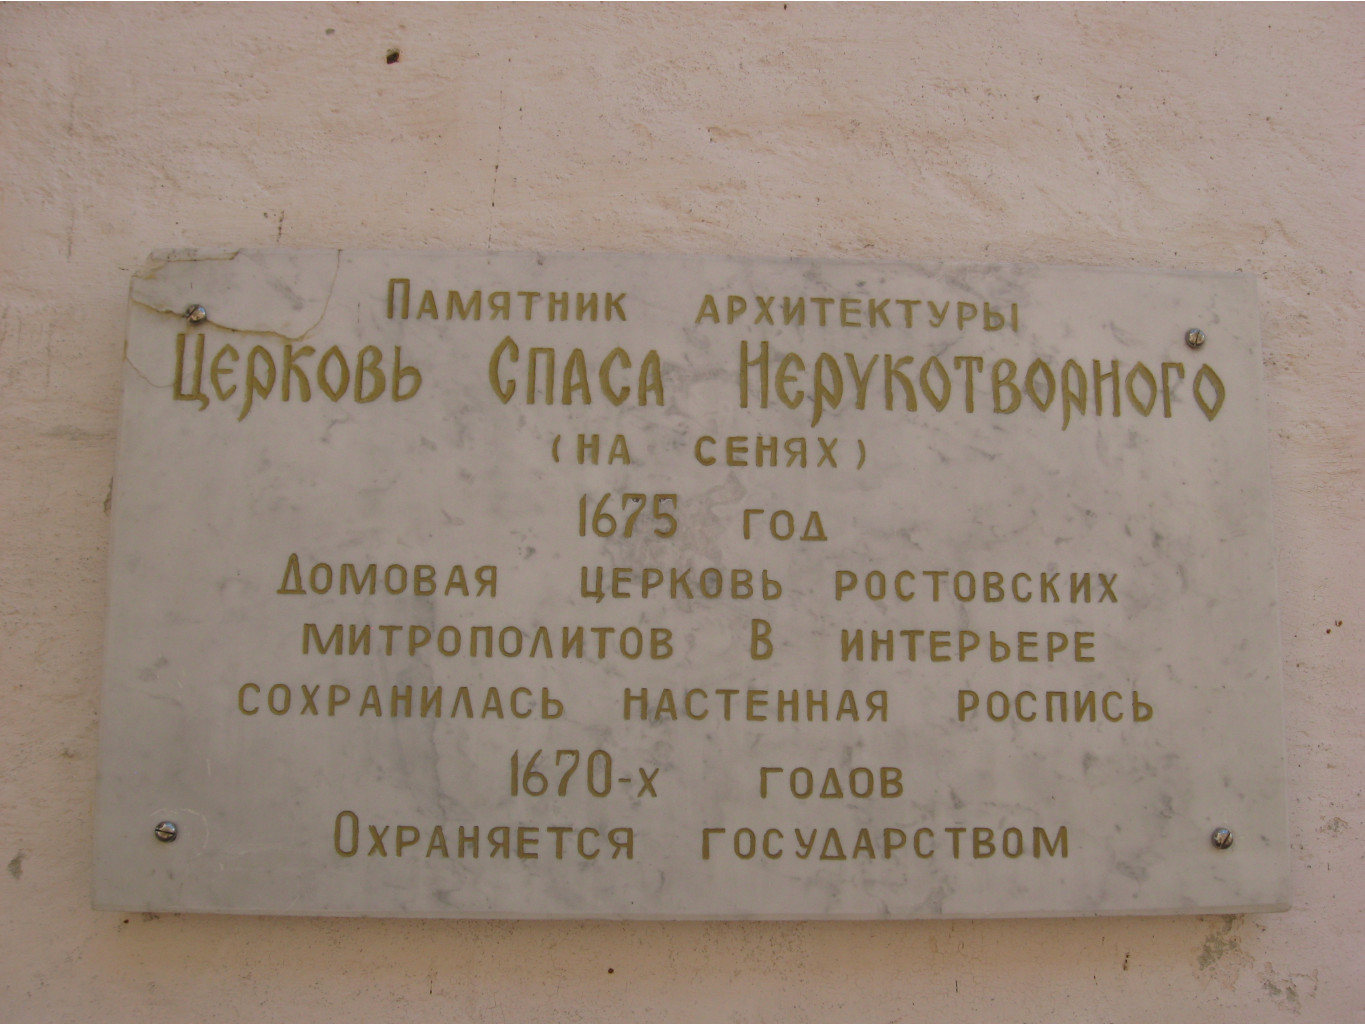 Памятник архитектуры
Церковь Спаса Нерукотворного
(на сенях)
1675 год
Домовая церковь ростовских
митрополитов В интерьере
сохранилась настенная роспись
1670-х годов
Охраняется государством